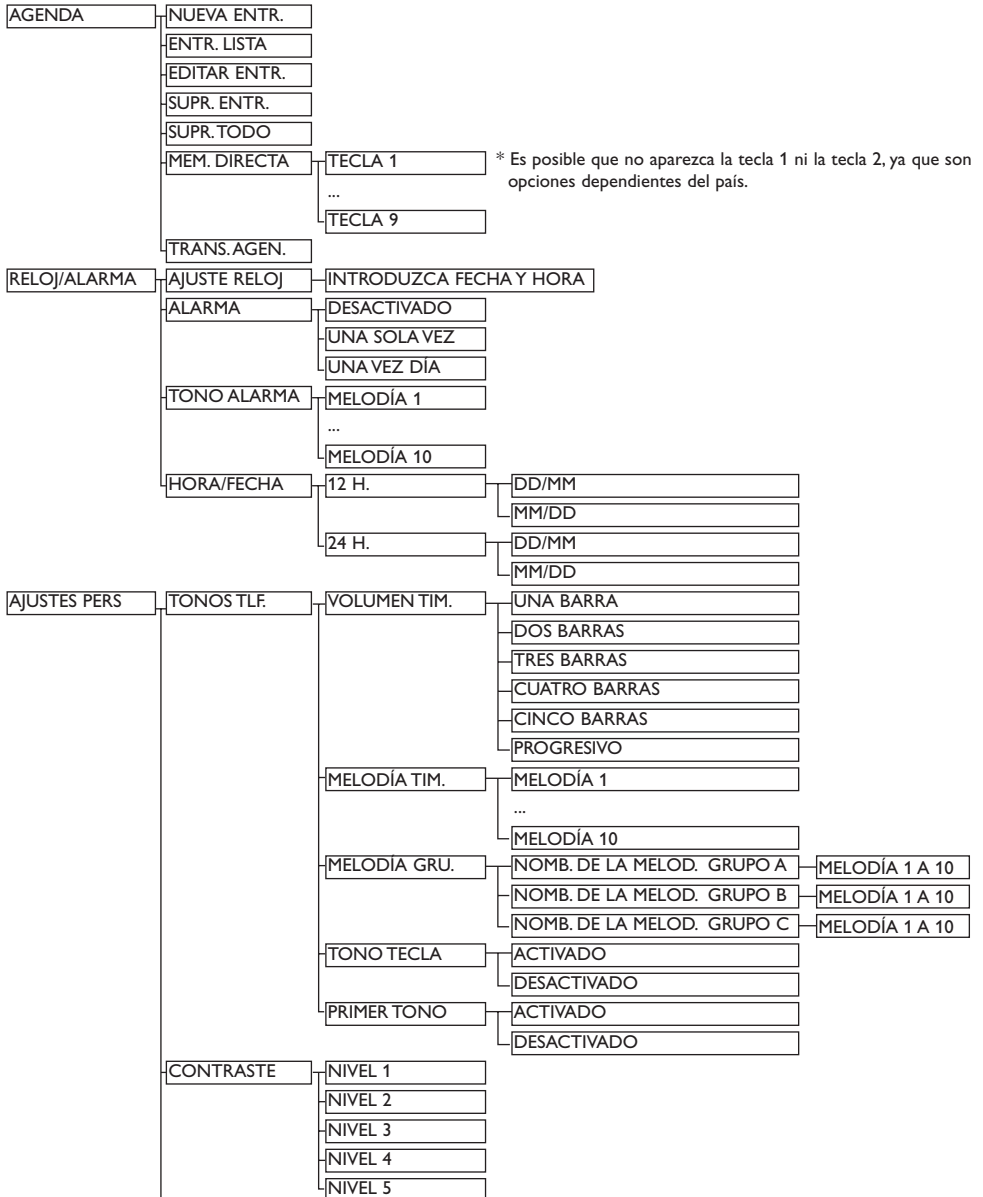 AGENDA NUEVA ENTR.
ENTR. LISTA
EDITAR ENTR.
SUPR. ENTR.
SUPR. TODO
MEM. DIRECTA TECLA 1 * Es posible que no aparezca la tecla 1 ni la tecla 2, ya que son
opciones dependientes del país.
...
TECLA 9
TRANS. AGEN.
RELOJ/ALARMA AJUSTE RELOJ INTRODUZCA FECHA Y HORA
ALARMA DESACTIVADO
UNA SOLA VEZ
UNA VEZ DÍA
TONO ALARMA MELODÍA 1
...
MELODÍA 10
HORA/FECHA 12 H. DD/MM
MM/DD
24 H. DD/MM
MM/DD
AJUSTES PERS TONOS TLF. VOLUMEN TIM. UNA BARRA
DOS BARRAS
TRES BARRAS
CUATRO BARRAS
CINCO BARRAS
PROGRESIVO
MELODÍA TIM. MELODÍA 1
...
MELODÍA 10
MELODÍA GRU. NOMB. DE LA MELOD. GRUPO A MELODÍA 1 A 10
NOMB. DE LA MELOD. GRUPO B MELODÍA 1 A 10
NOMB. DE LA MELOD. GRUPO C MELODÍA 1 A 10
TONO TECLA ACTIVADO
DESACTIVADO
PRIMER TONO ACTIVADO
DESACTIVADO
CONTRASTE NIVEL 1
NIVEL 2
NIVEL 3
NIVEL 4
NIVEL 5